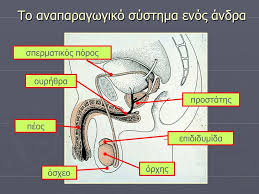 Το αναπαραγωγικό σύστημα ενός άνδρα
σπερματικός πόρος
ουρήθρα
προστάτης
πέος
επιδιδυμίδα
όρχης
όσχεο